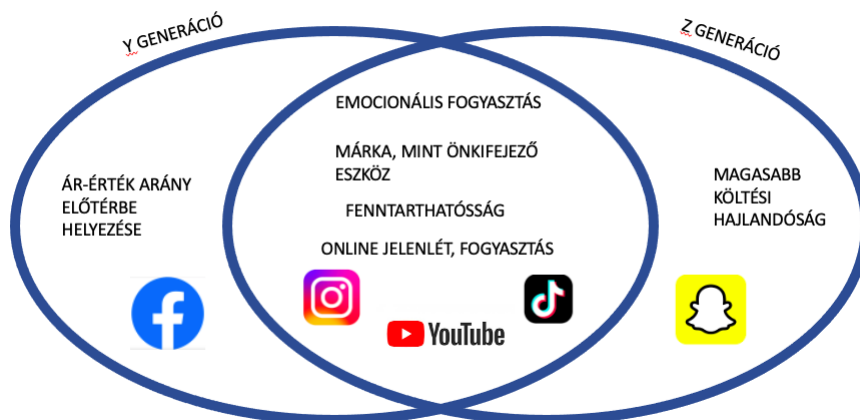 Y GENERÁCIÓ
Z GENERÁCIÓ
EMOCIONÁLIS FOGYASZTÁS
MÁRKA, MINT ÖNKIFEJEZŐ
ESZKÖZ
FENNTARTHATÓSSÁG
ONLINE JELENLÉT, FOGYASZTÁS
ÁR-ÉRTÉK ARÁNY
ELŐTÉRBE
HELYEZÉSE
MAGASABB
KÖLTÉSI
HAJLANDÓSÁG
YouTube